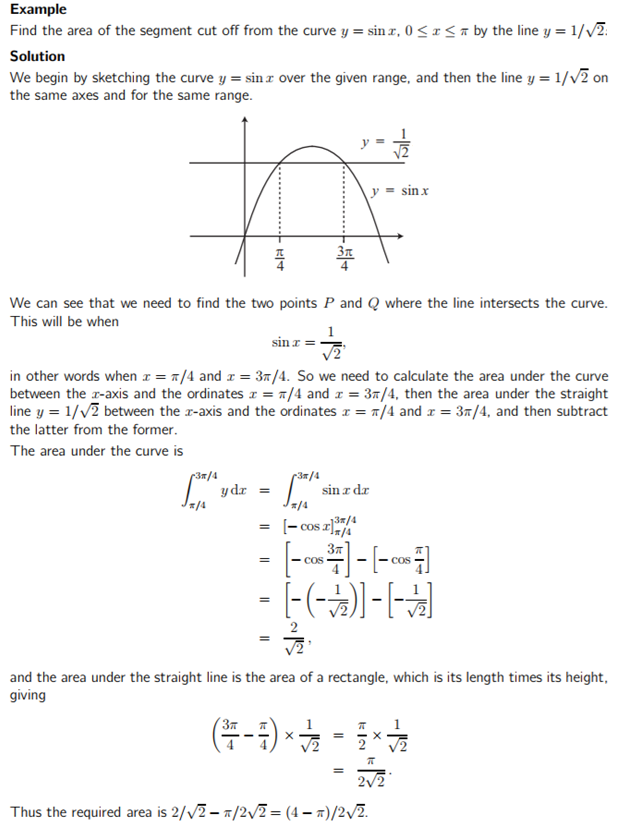 Example
Find the area of the segment cut off from the curve y = sin x, 0 ≤ x ≤ π by the line y = 1/√2.
Solution
We begin by sketching the curve y = sin x over the given range, and then the line y = 1/√2 on
the same axes and for the same range.
y = 1/√2
y = sin x
π/4 3π/4
We can see that we need to find the two points P and Q where the line intersects the curve.
This will be when
sin x = 1/√2,
in other words when x = π/4 and x = 3π/4. So we need to calculate the area under the curve
between the x-axis and the ordinates x = π/4 and x = 3π/4, then the area under the straight
line y = 1/√2 between the x-axis and the ordinates x = π/4 and x = 3π/4, and then subtract
the latter from the former.
The area under the curve is
∫_{π/4}^{3π/4} y dx = ∫_{π/4}^{3π/4} sin x dx
= [− cos x]_{π/4}^{3π/4}
= [− cos 3π/4] − [− cos π/4]
= [−(−1/√2)] − [−1/√2]
= 2/√2,
and the area under the straight line is the area of a rectangle, which is its length times its height,
giving
(3π/4 − π/4) × 1/√2 = π/2 × 1/√2
= π/2√2.
Thus the required area is 2/√2 − π/2√2 = (4 − π)/2√2.